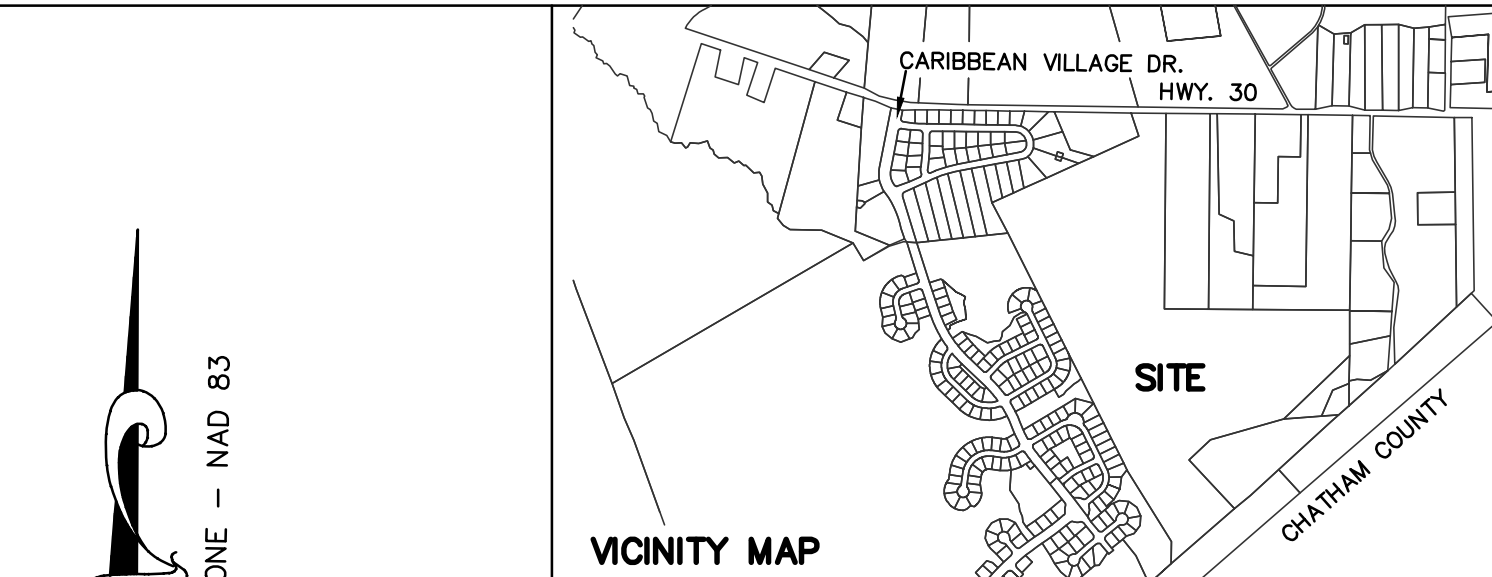 CARIBBEAN VILLAGE DR.
HWY. 30
SITE
CHATHAM COUNTY
VICINITY MAP
ONE - NAD 83